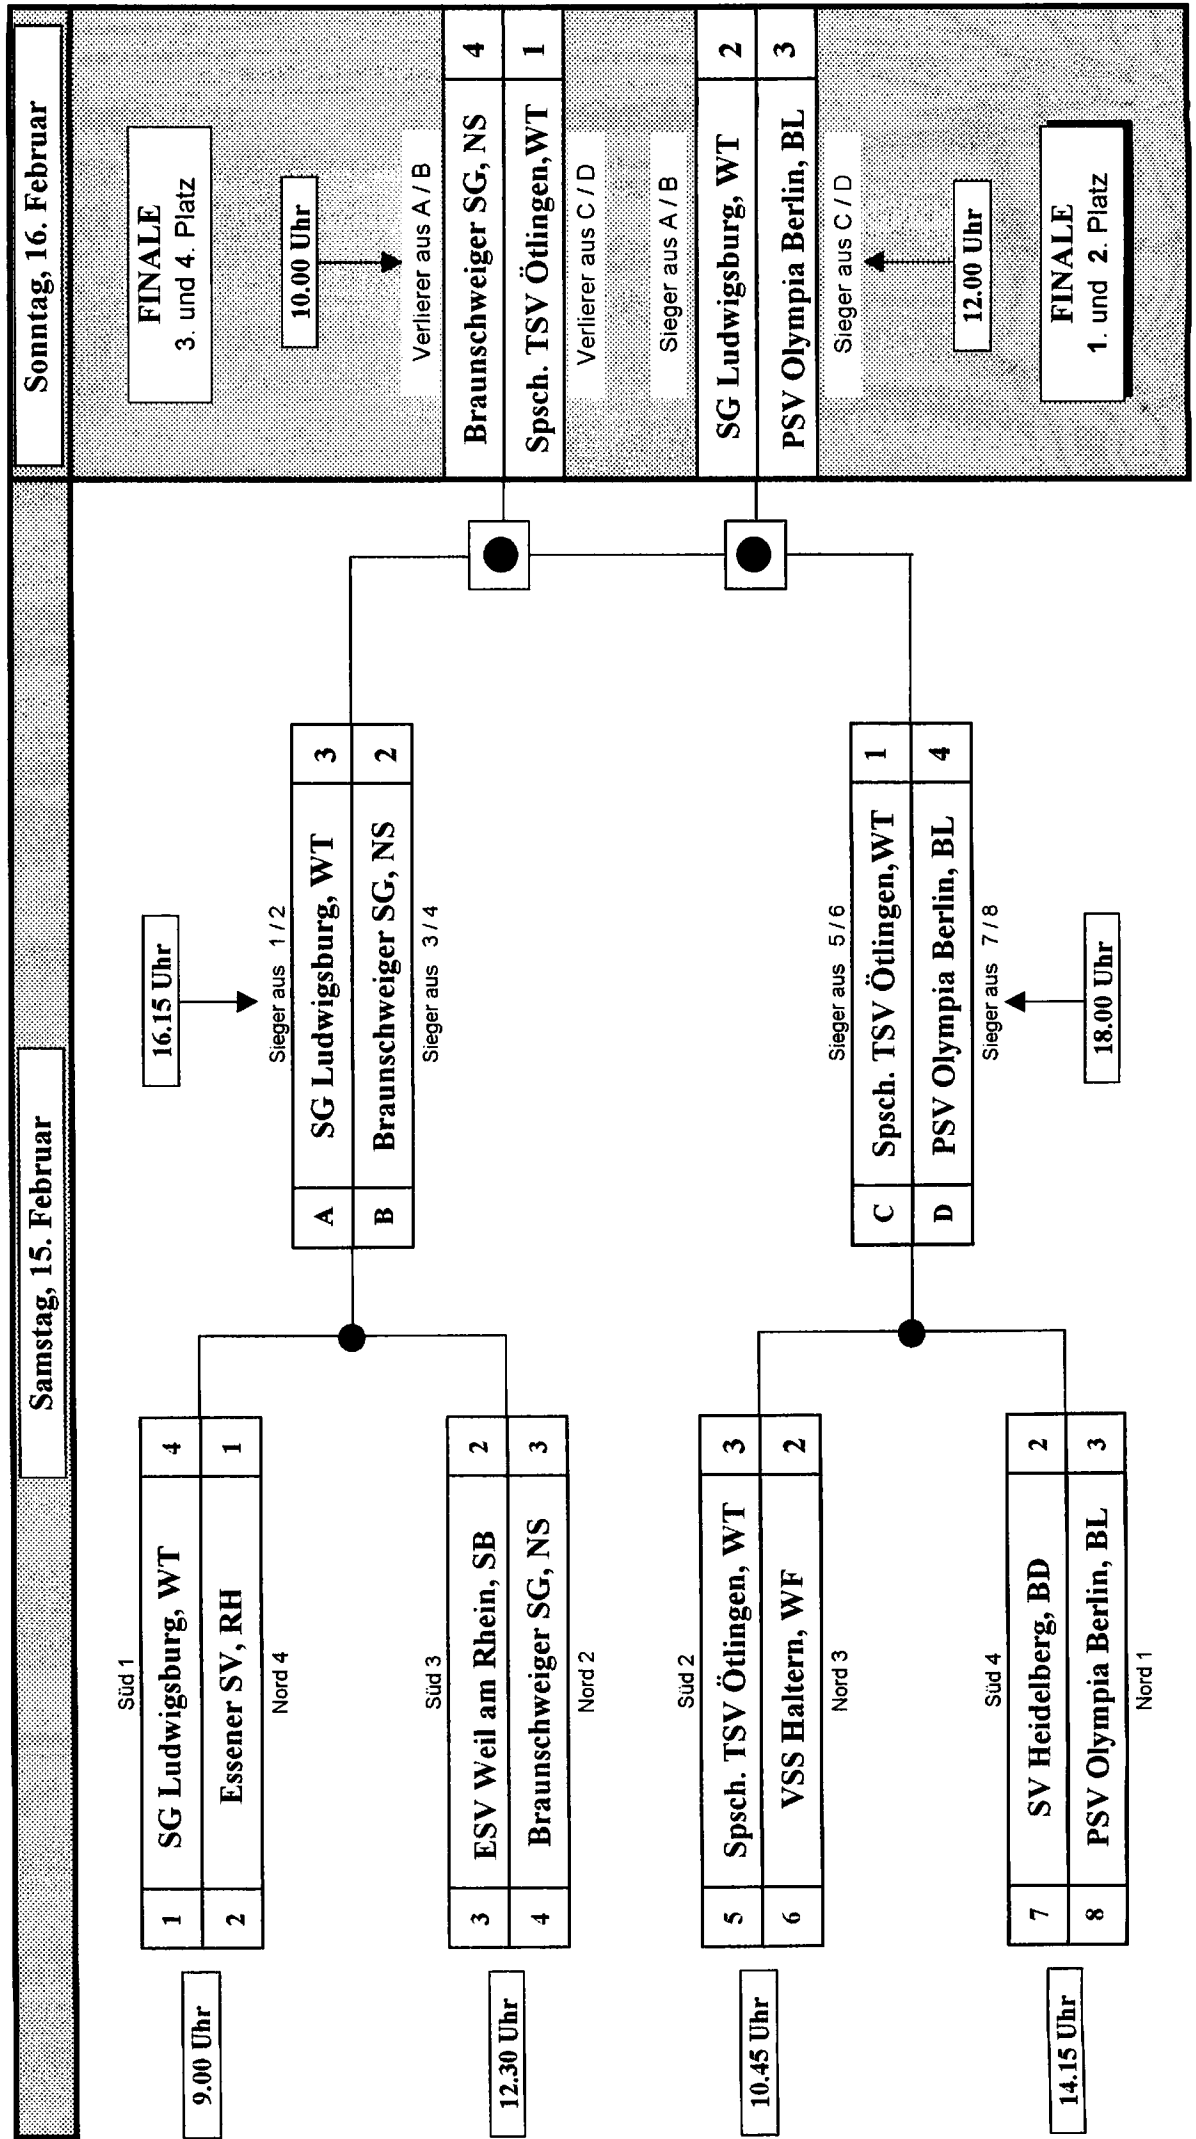 Samstag, 15. Februar
Sonntag, 16. Februar
9.00 Uhr
Süd 1
1 SG Ludwigsburg, WT 4
2 Essener SV, RH 1
Nord 4
12.30 Uhr
Süd 3
3 ESV Weil am Rhein, SB 2
4 Braunschweiger SG, NS 3
Nord 2
10.45 Uhr
Süd 2
5 Spsch. TSV Ötlingen, WT 3
6 VSS Haltern, WF 2
Nord 3
14.15 Uhr
Süd 4
7 SV Heidelberg, BD 2
8 PSV Olympia Berlin, BL 3
Nord 1
16.15 Uhr
Sieger aus 1 / 2
A SG Ludwigsburg, WT 3
B Braunschweiger SG, NS 2
Sieger aus 3 / 4
Sieger aus 5 / 6
C Spsch. TSV Ötlingen,WT 1
D PSV Olympia Berlin, BL 4
Sieger aus 7 / 8
18.00 Uhr
FINALE
3. und 4. Platz
10.00 Uhr
Verlierer aus A / B
Braunschweiger SG, NS 4
Spsch. TSV Ötlingen,WT 1
Verlierer aus C / D
Sieger aus A / B
SG Ludwigsburg, WT 2
PSV Olympia Berlin, BL 3
Sieger aus C / D
12.00 Uhr
FINALE
1. und 2. Platz